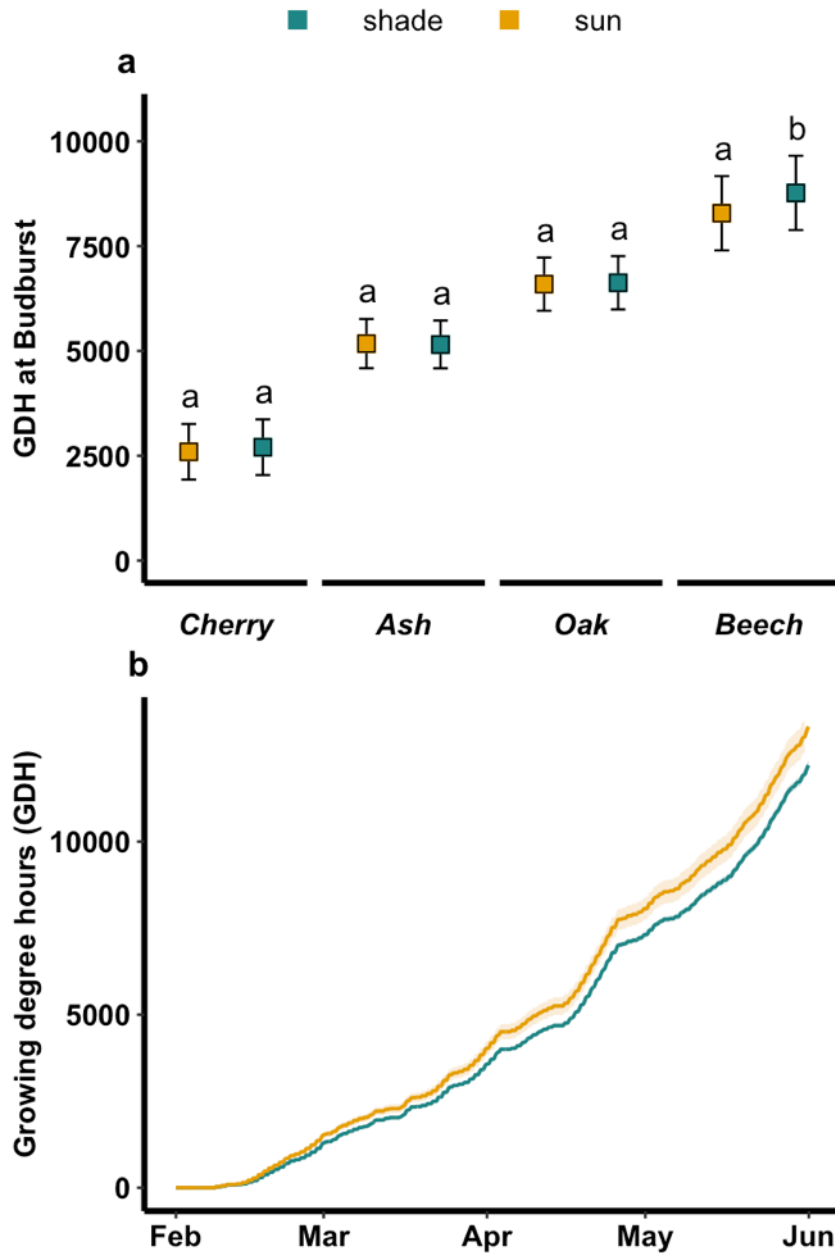 shade sun
a
10000
7500
5000
2500
0
GDH at Budburst
a a a a a a a b
Cherry Ash Oak Beech
b
10000
5000
0
Growing degree hours (GDH)
Feb Mar Apr May Jun